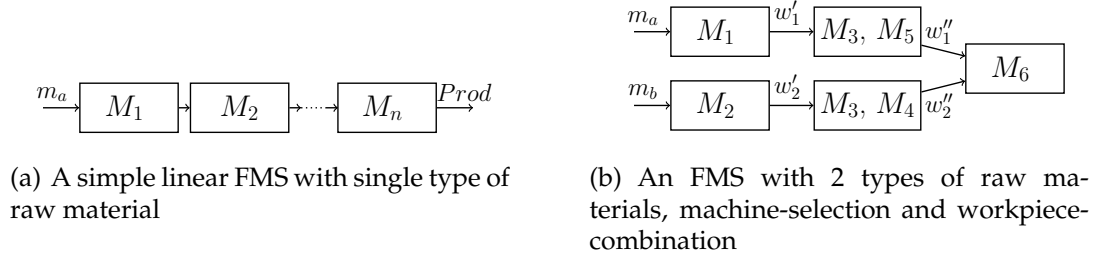 m_a M_1 M_2 M_n Prod
(a) A simple linear FMS with single type of
raw material
m_a M_1 w'_1 M_3, M_5 w''_1
M_6
m_b M_2 w'_2 M_3, M_4 w''_2
(b) An FMS with 2 types of raw ma-
terials, machine-selection and workpiece-
combination